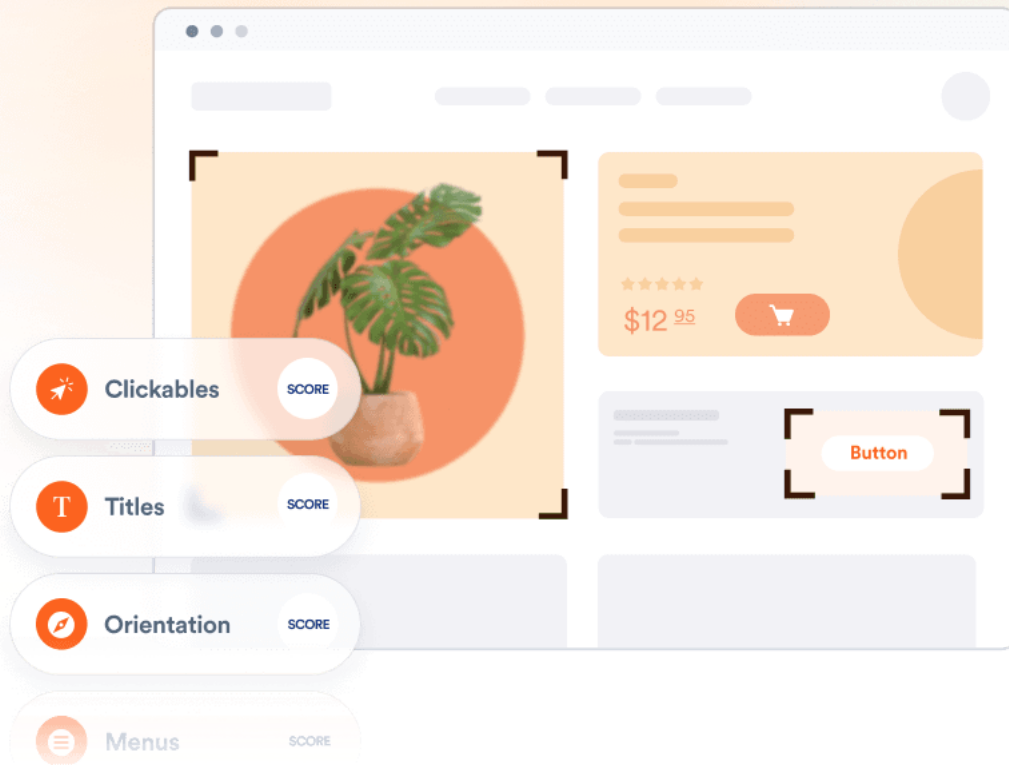 $12 95
Clickables
SCORE
Button
T
Titles
SCORE
Orientation
SCORE
Menus
SCORE